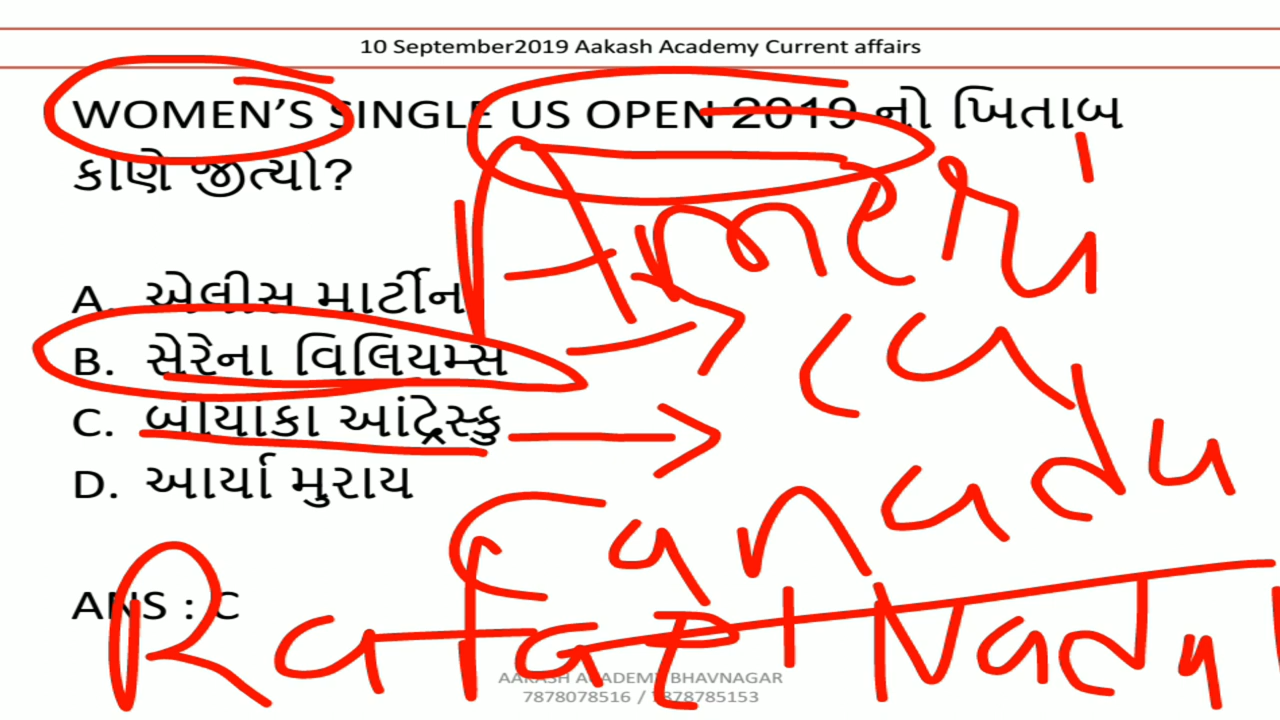 10 September2019 Aakash Academy Current affairs
WOMEN’S SINGLE US OPEN 2019 નો ખિતાબ
કોણે જીત્યો?
A. એલીસ માર્ટીન
B. સેરેના વિલિયમ્સ
C. બીયાંકા આંદ્રેસ્કુ
D. આર્યા મુરાય
America
Canada
ANS : C
Rafael Nadal
AAKASH ACADEMY BHAVNAGAR
7878078516 / 7878785153